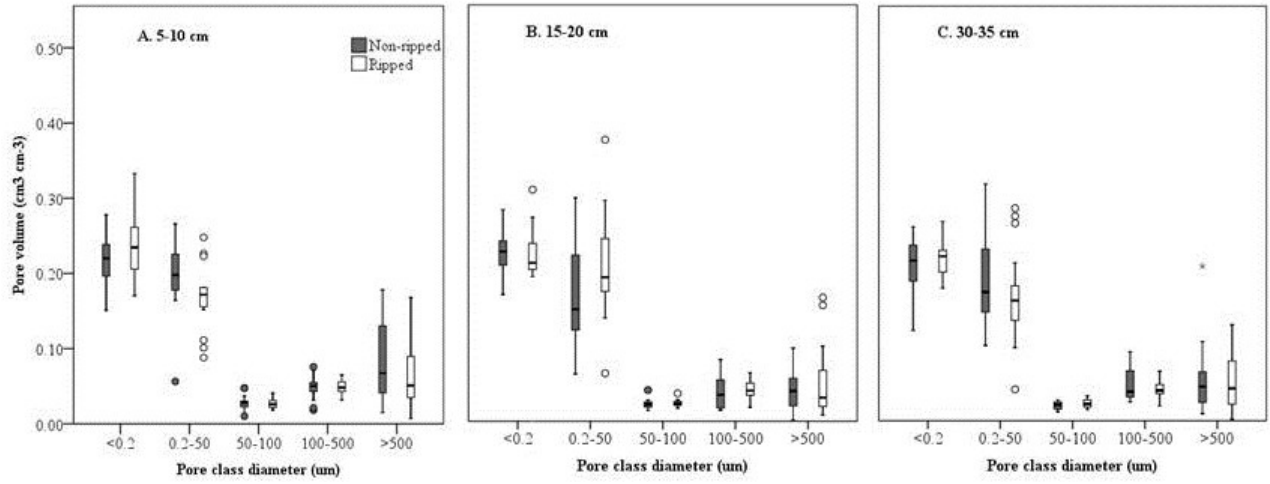 A. 5-10 cm
Non-ripped
Ripped
B. 15-20 cm
C. 30-35 cm
Pore volume (cm3 cm-3)
0.50
0.40
0.30
0.20
0.10
0.00
<0.2 0.2-50 50-100 100-500 >500
<0.2 0.2-50 50-100 100-500 >500
<0.2 0.2-50 50-100 100-500 >500
Pore class diameter (um)
Pore class diameter (um)
Pore class diameter (um)